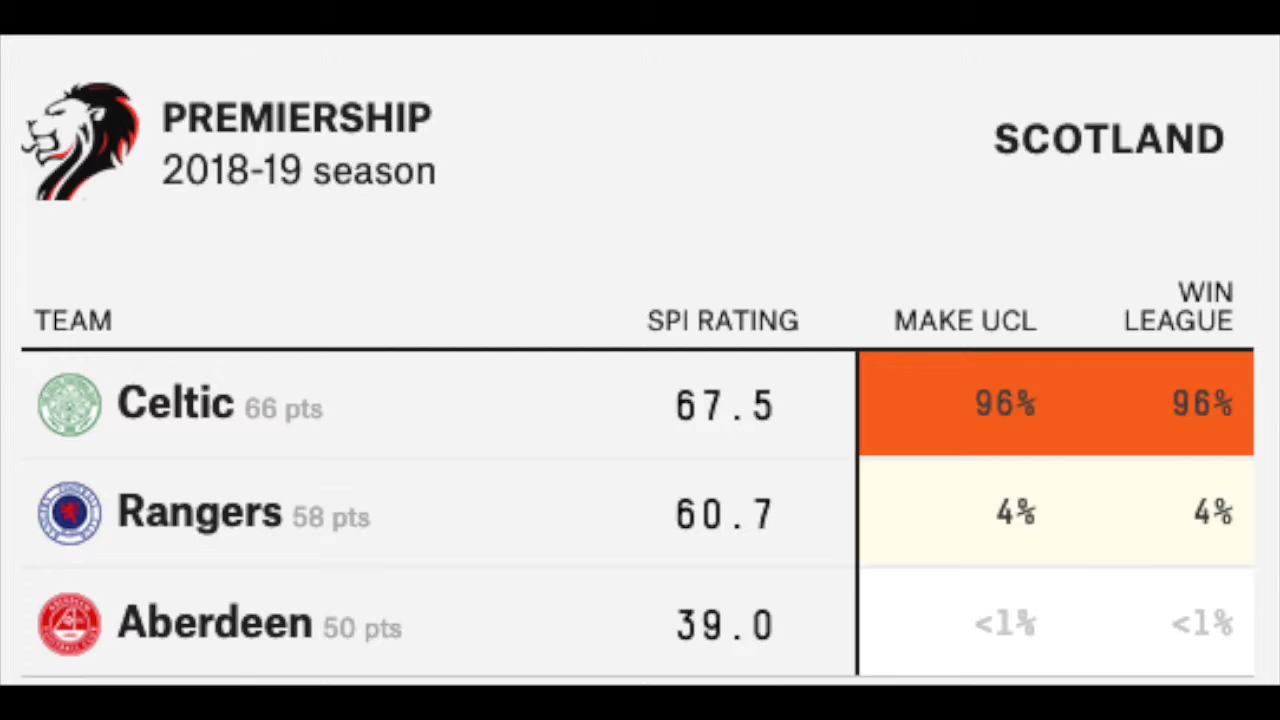 PREMIERSHIP
2018-19 season
SCOTLAND
TEAM SPI RATING MAKE UCL WIN LEAGUE
Celtic 66 pts 67.5 96% 96%
Rangers 58 pts 60.7 4% 4%
Aberdeen 50 pts 39.0 <1% <1%